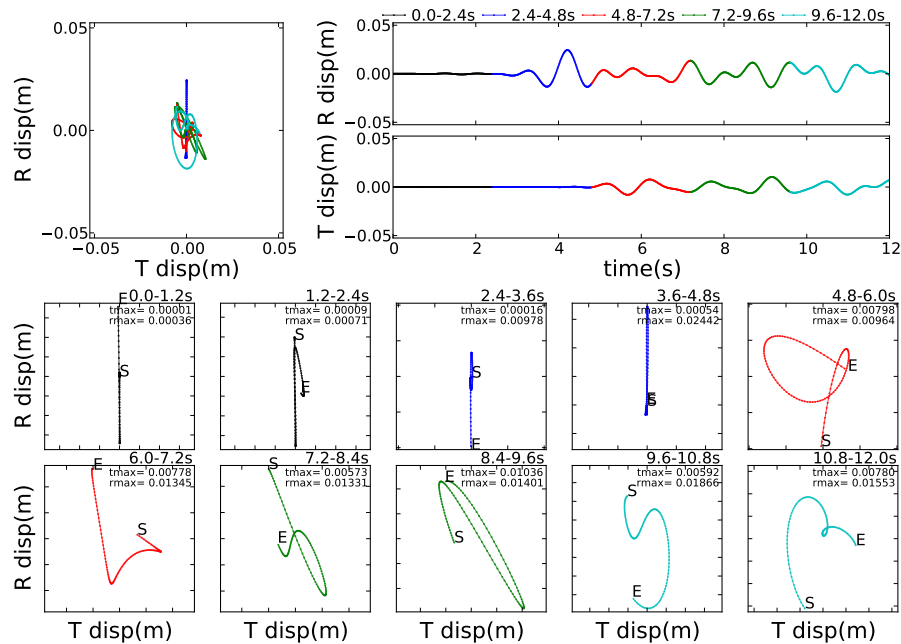 0.0-2.4s 2.4-4.8s 4.8-7.2s 7.2-9.6s 9.6-12.0s
R disp(m)
0.05
0.00
−0.05
−0.05 0.00 0.05
T disp(m)
R disp(m)
0.05
0.00
−0.05
T disp(m)
0.05
0.00
−0.05
0 2 4 6 8 10 12
time(s)
R disp(m)
0.0-1.2s
tmax= 0.00001
rmax= 0.00036
E
S
1.2-2.4s
tmax= 0.00009
rmax= 0.00071
S
E
2.4-3.6s
tmax= 0.00016
rmax= 0.00978
S
E
3.6-4.8s
tmax= 0.00054
rmax= 0.02442
E
S
4.8-6.0s
tmax= 0.00798
rmax= 0.00964
E
S
R disp(m)
6.0-7.2s
tmax= 0.00778
rmax= 0.01345
E
S
T disp(m)
7.2-8.4s
tmax= 0.00573
rmax= 0.01331
S
E
T disp(m)
8.4-9.6s
tmax= 0.01036
rmax= 0.01401
E
S
T disp(m)
9.6-10.8s
tmax= 0.00592
rmax= 0.01866
S
E
T disp(m)
10.8-12.0s
tmax= 0.00780
rmax= 0.01553
E
S
T disp(m)